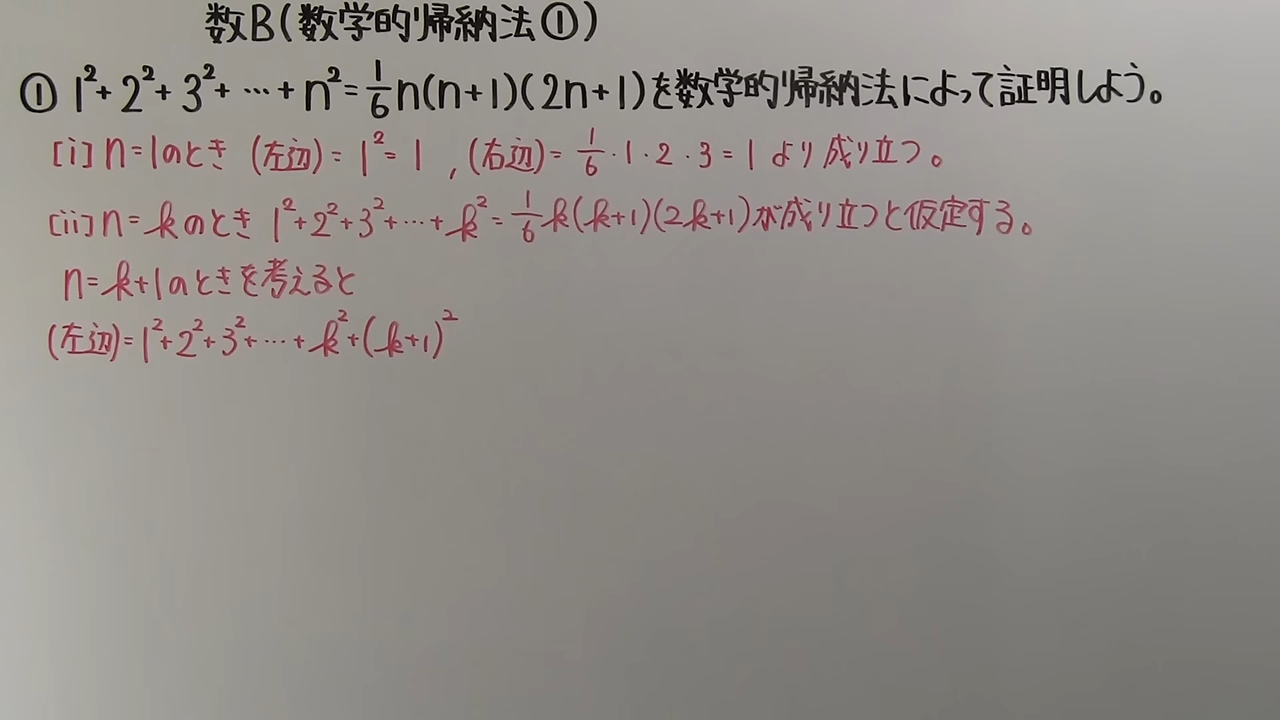 数B(数学的帰納法①)
① 1²+2²+3²+…+n²=1/6n(n+1)(2n+1)を数学的帰納法によって証明しよう。
[i] n=1のとき (左辺)=1²=1 , (右辺)=1/6・1・2・3=1 より成り立つ。
[ii] n=kのとき 1²+2²+3²+…+k²=1/6k(k+1)(2k+1)が成り立つと仮定する。
n=k+1のときを考えると
(左辺)=1²+2²+3²+…+k²+(k+1)²